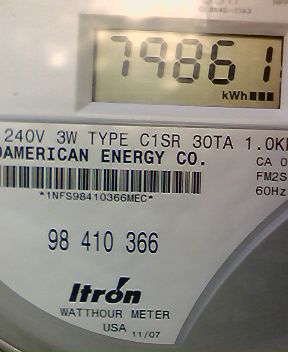 79861
kWh
240V 3W TYPE C1SR 30TA 1.0K
AMERICAN ENERGY CO.
CA 0
FM2S
60Hz
*1NFS98410366MEC*
98 410 366
Itrón
WATTHOUR METER
USA 11/07